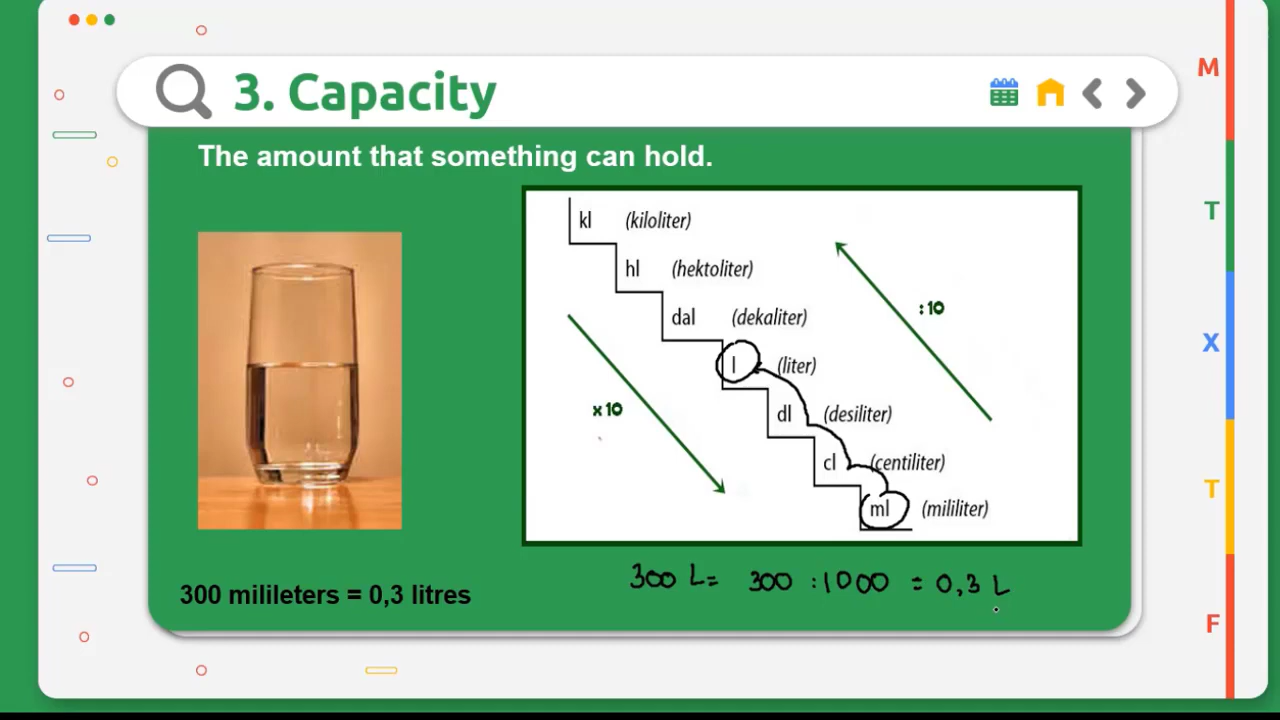 3. Capacity
The amount that something can hold.
kl (kiloliter)
hl (hektoliter)
dal (dekaliter)
l (liter)
dl (desiliter)
cl (centiliter)
ml (mililiter)
x 10
: 10
300 L = 300 : 1000 = 0,3 L
300 milileters = 0,3 litres
M
T
X
T
F